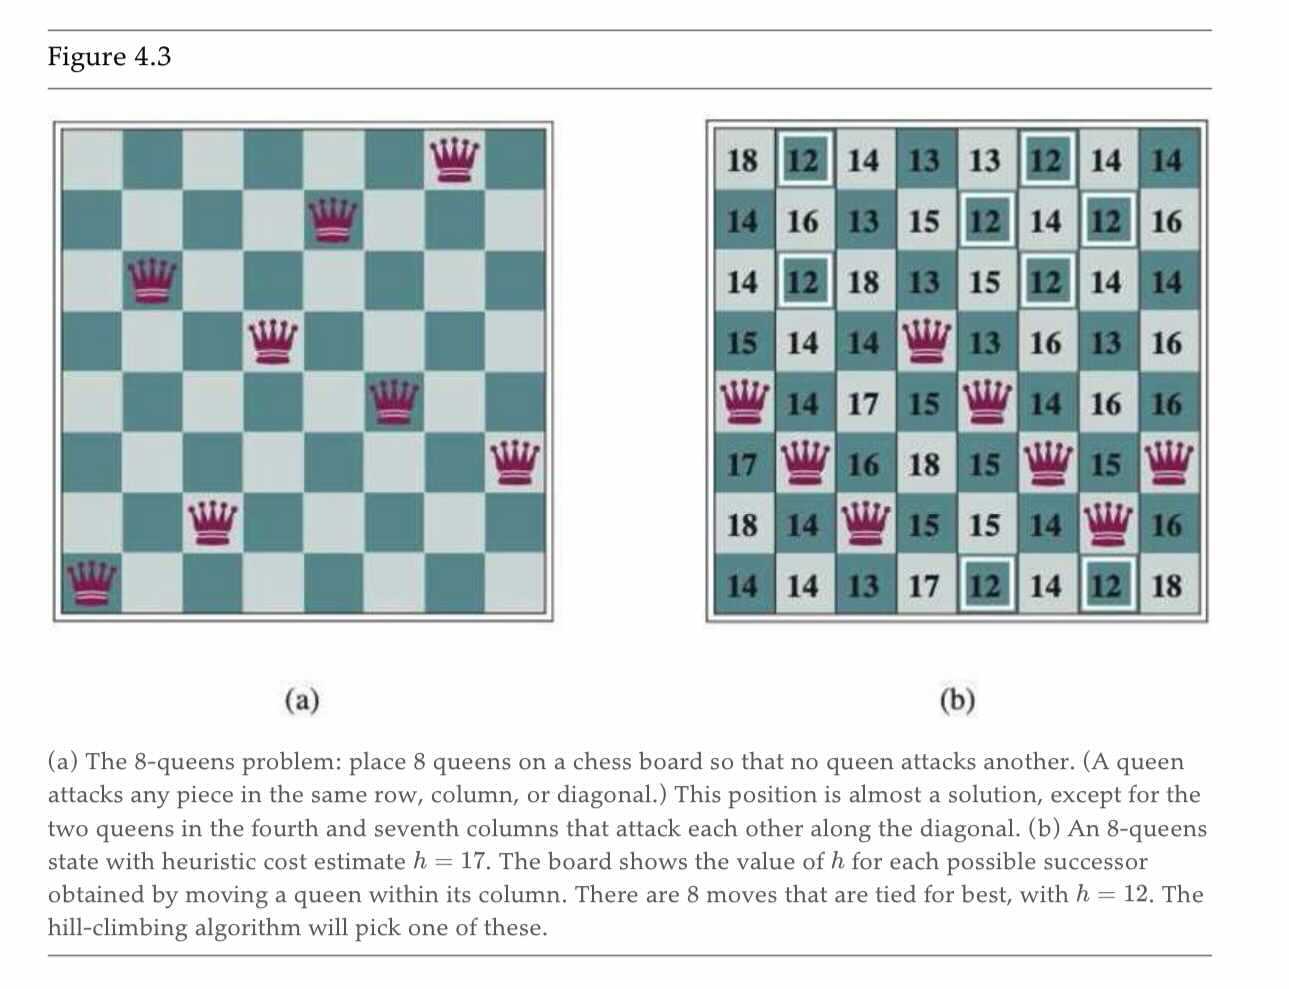 Figure 4.3
18 12 14 13 13 12 14 14
14 16 13 15 12 14 12 16
14 12 18 13 15 12 14 14
15 14 14 13 16 13 16
14 17 15 14 16 16
17 16 18 15 15
18 14 15 15 14 16
14 14 13 17 12 14 12 18
(a) (b)
(a) The 8-queens problem: place 8 queens on a chess board so that no queen attacks another. (A queen
attacks any piece in the same row, column, or diagonal.) This position is almost a solution, except for the
two queens in the fourth and seventh columns that attack each other along the diagonal. (b) An 8-queens
state with heuristic cost estimate h = 17. The board shows the value of h for each possible successor
obtained by moving a queen within its column. There are 8 moves that are tied for best, with h = 12. The
hill-climbing algorithm will pick one of these.